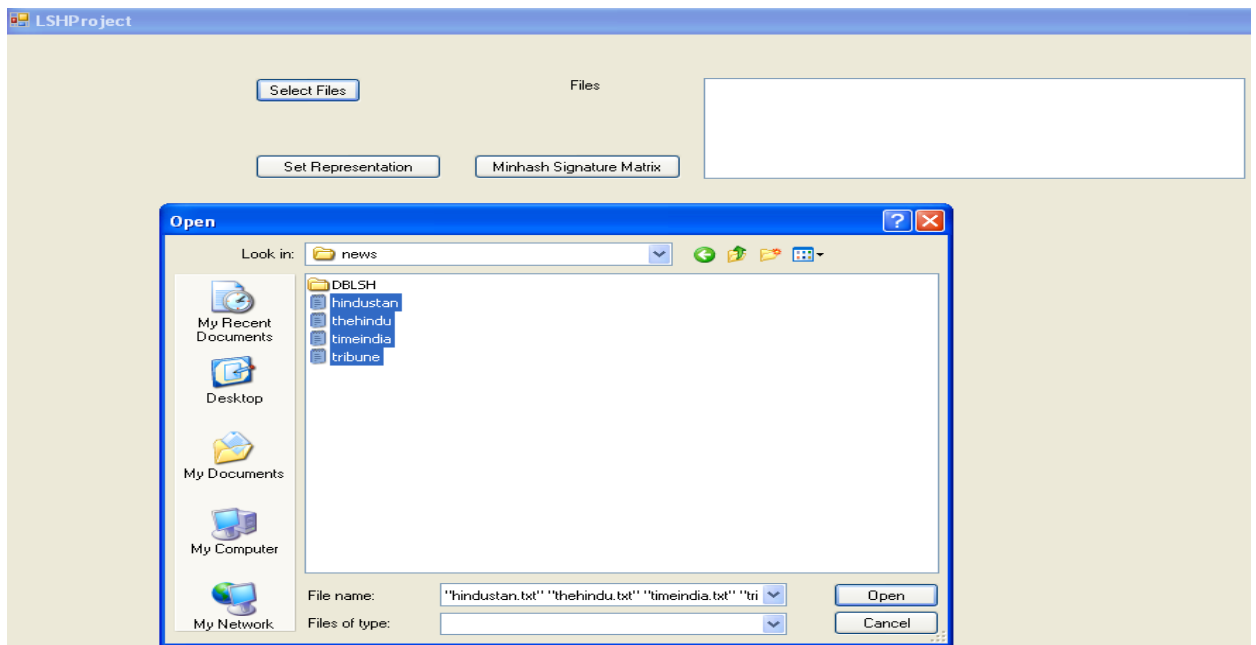 LSHProject
Select Files
Files
Set Representation
Minhash Signature Matrix
Open
Look in:
news
My Recent
Documents
Desktop
My Documents
My Computer
My Network
DBLSH
hindustan
thehindu
timeindia
tribune
File name:
"hindustan.txt" "thehindu.txt" "timeindia.txt" "tri
Open
Files of type:
Cancel